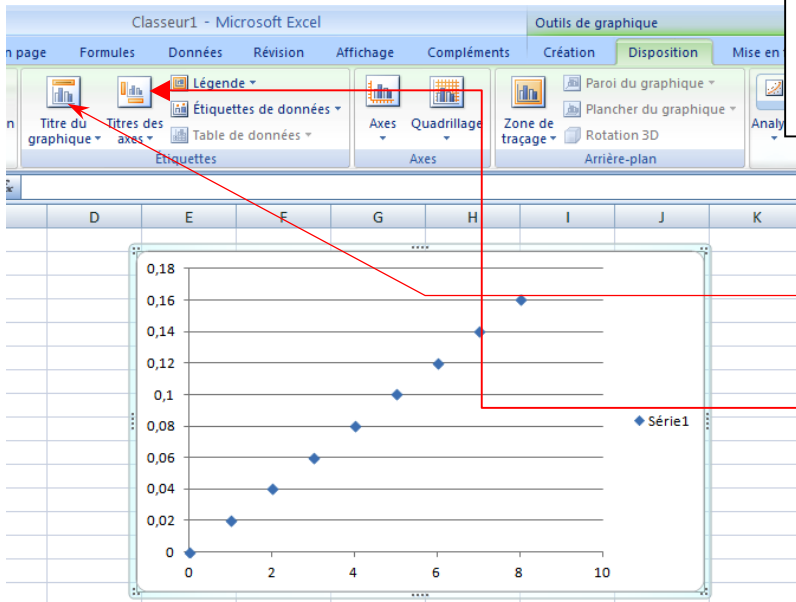 Classeur1 - Microsoft Excel
Outils de graphique
n page Formules Données Révision Affichage Compléments Création Disposition Mise en
n
Titre du graphique
Titres des axes
Légende
Étiquettes de données
Table de données
Étiquettes
Axes
Quadrillage
Axes
Zone de traçage
Paroi du graphique
Plancher du graphique
Rotation 3D
Arrière-plan
Analy
fx
D E F G H I J K
0,18
0,16
0,14
0,12
0,1
0,08
0,06
0,04
0,02
0
0 2 4 6 8 10
Série1